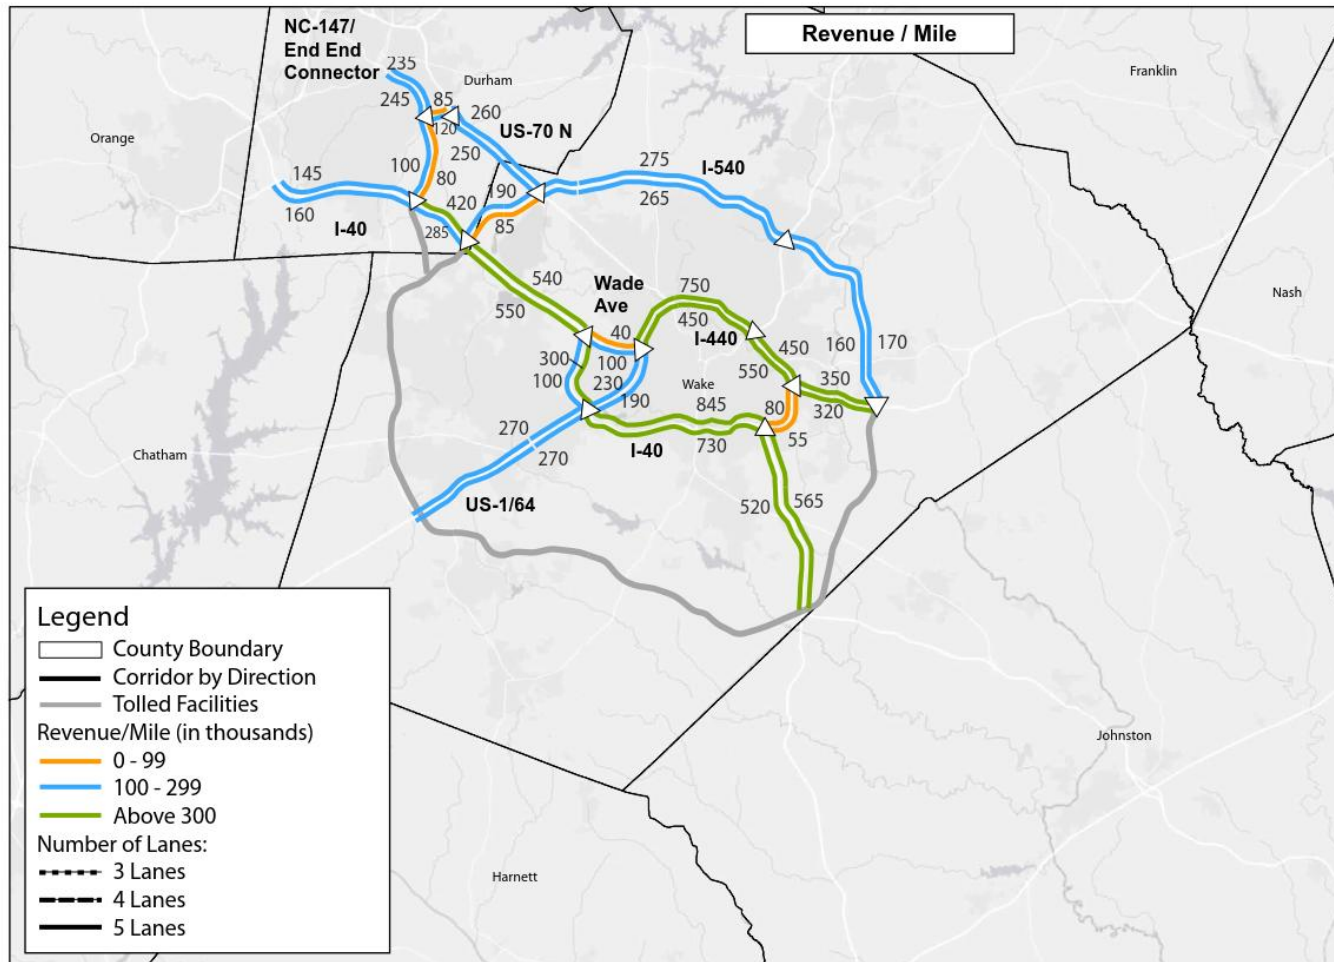 Revenue / Mile
NC-147/
End End
Connector
235
Durham
Franklin
245
85
260
120
US-70 N
Orange
250
100
275
I-540
145
80
190
265
420
160
I-40
285
85
540
Wade
Ave
750
Nash
550
40
450
I-440
300
100
450
160
170
100
230
Wake
550
350
190
845
80
320
270
730
55
270
I-40
Chatham
US-1/64
520
565
Legend
County Boundary
Corridor by Direction
Tolled Facilities
Revenue/Mile (in thousands)
0 - 99
100 - 299
Above 300
Number of Lanes:
3 Lanes
4 Lanes
5 Lanes
Johnston
Harnett